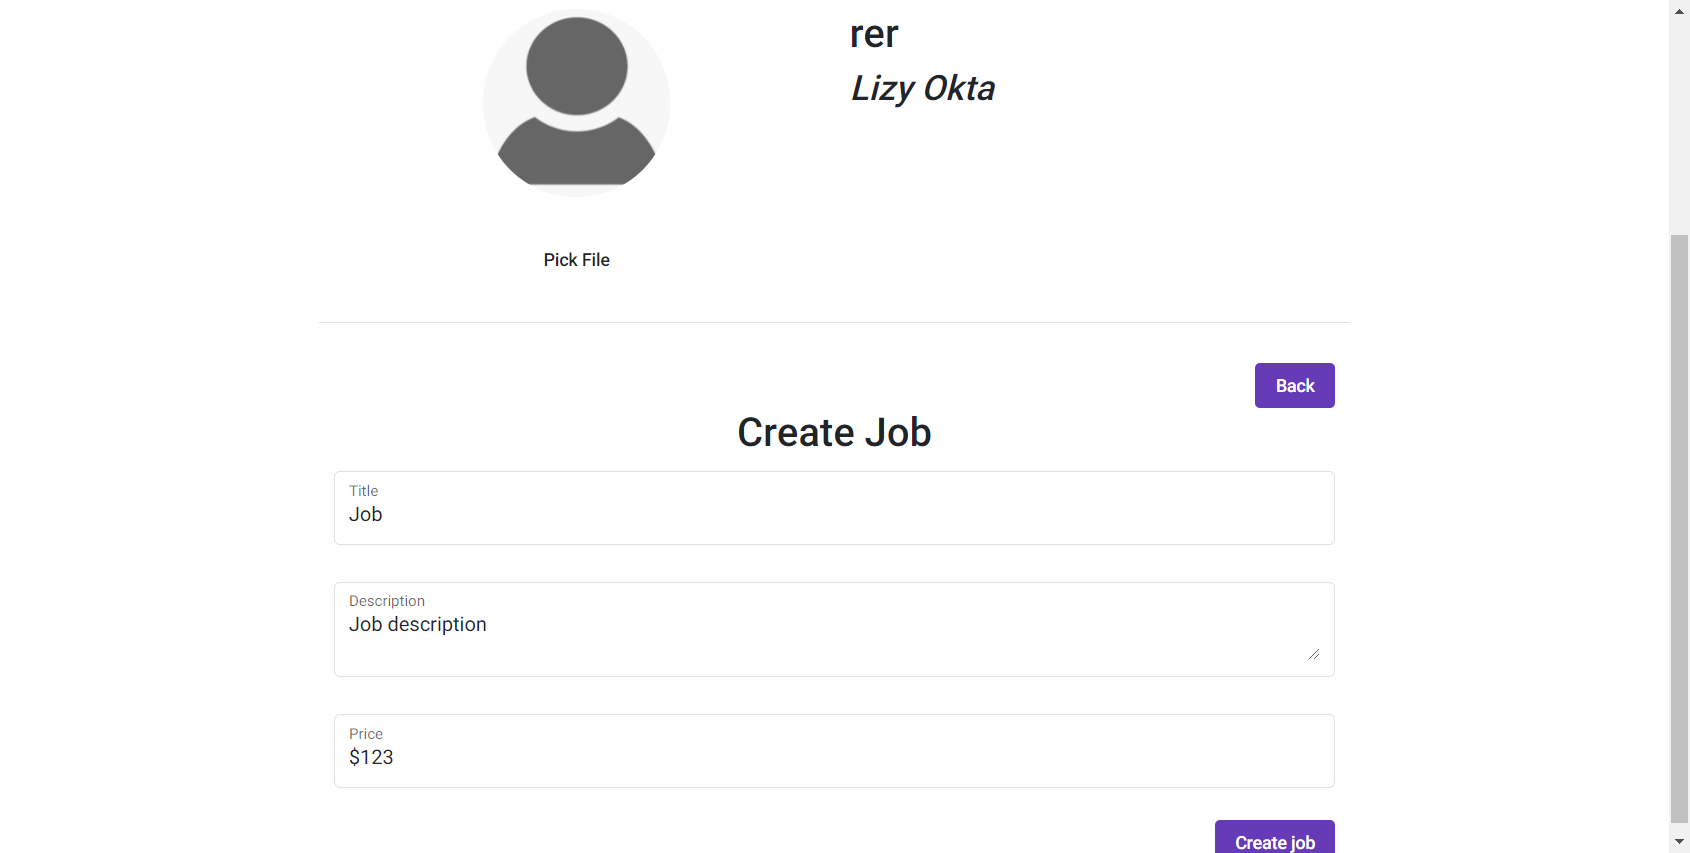 rer
Lizy Okta
Pick File
Back
Create Job
Title
Job
Description
Job description
Price
$123
Create job